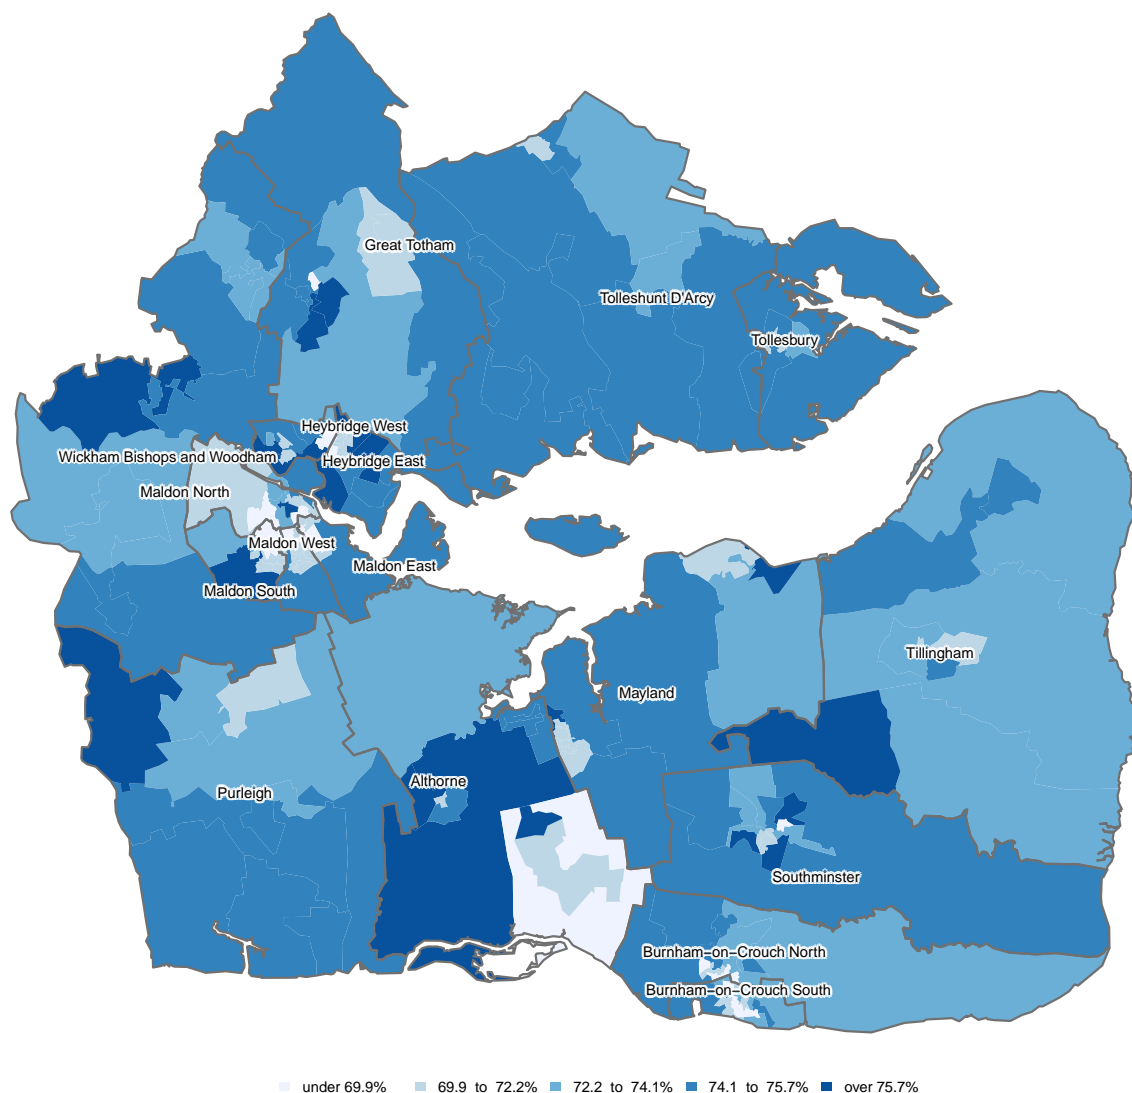 Great Totham
Tolleshunt D'Arcy
Tollesbury
Heybridge West
Wickham Bishops and Woodham
Heybridge East
Maldon North
Maldon West
Maldon East
Maldon South
Tillingham
Mayland
Althorne
Purleigh
Southminster
Burnham–on–Crouch North
Burnham–on–Crouch South
under 69.9% 69.9 to 72.2% 72.2 to 74.1% 74.1 to 75.7% over 75.7%